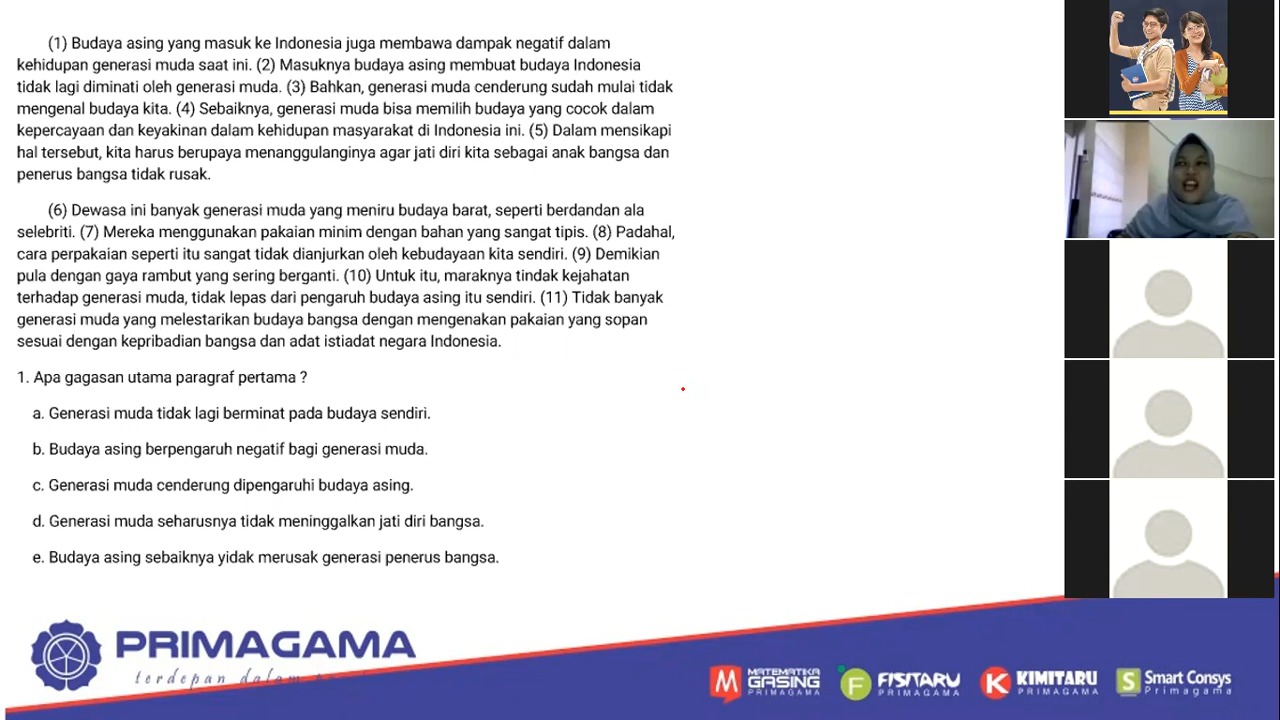 (1) Budaya asing yang masuk ke Indonesia juga membawa dampak negatif dalam
kehidupan generasi muda saat ini. (2) Masuknya budaya asing membuat budaya Indonesia
tidak lagi diminati oleh generasi muda. (3) Bahkan, generasi muda cenderung sudah mulai tidak
mengenal budaya kita. (4) Sebaiknya, generasi muda bisa memilih budaya yang cocok dalam
kepercayaan dan keyakinan dalam kehidupan masyarakat di Indonesia ini. (5) Dalam mensikapi
hal tersebut, kita harus berupaya menanggulanginya agar jati diri kita sebagai anak bangsa dan
penerus bangsa tidak rusak.
(6) Dewasa ini banyak generasi muda yang meniru budaya barat, seperti berdandan ala
selebriti. (7) Mereka menggunakan pakaian minim dengan bahan yang sangat tipis. (8) Padahal,
cara perpakaian seperti itu sangat tidak dianjurkan oleh kebudayaan kita sendiri. (9) Demikian
pula dengan gaya rambut yang sering berganti. (10) Untuk itu, maraknya tindak kejahatan
terhadap generasi muda, tidak lepas dari pengaruh budaya asing itu sendiri. (11) Tidak banyak
generasi muda yang melestarikan budaya bangsa dengan mengenakan pakaian yang sopan
sesuai dengan kepribadian bangsa dan adat istiadat negara Indonesia.
1. Apa gagasan utama paragraf pertama ?
a. Generasi muda tidak lagi berminat pada budaya sendiri.
b. Budaya asing berpengaruh negatif bagi generasi muda.
c. Generasi muda cenderung dipengaruhi budaya asing.
d. Generasi muda seharusnya tidak meninggalkan jati diri bangsa.
e. Budaya asing sebaiknya yidak merusak generasi penerus bangsa.
PRIMAGAMA
terdepan dalam
M MATEMATIKA GASING PRIMAGAMA
F FISITARU PRIMAGAMA
K KIMITARU PRIMAGAMA
S Smart Consys Primagama